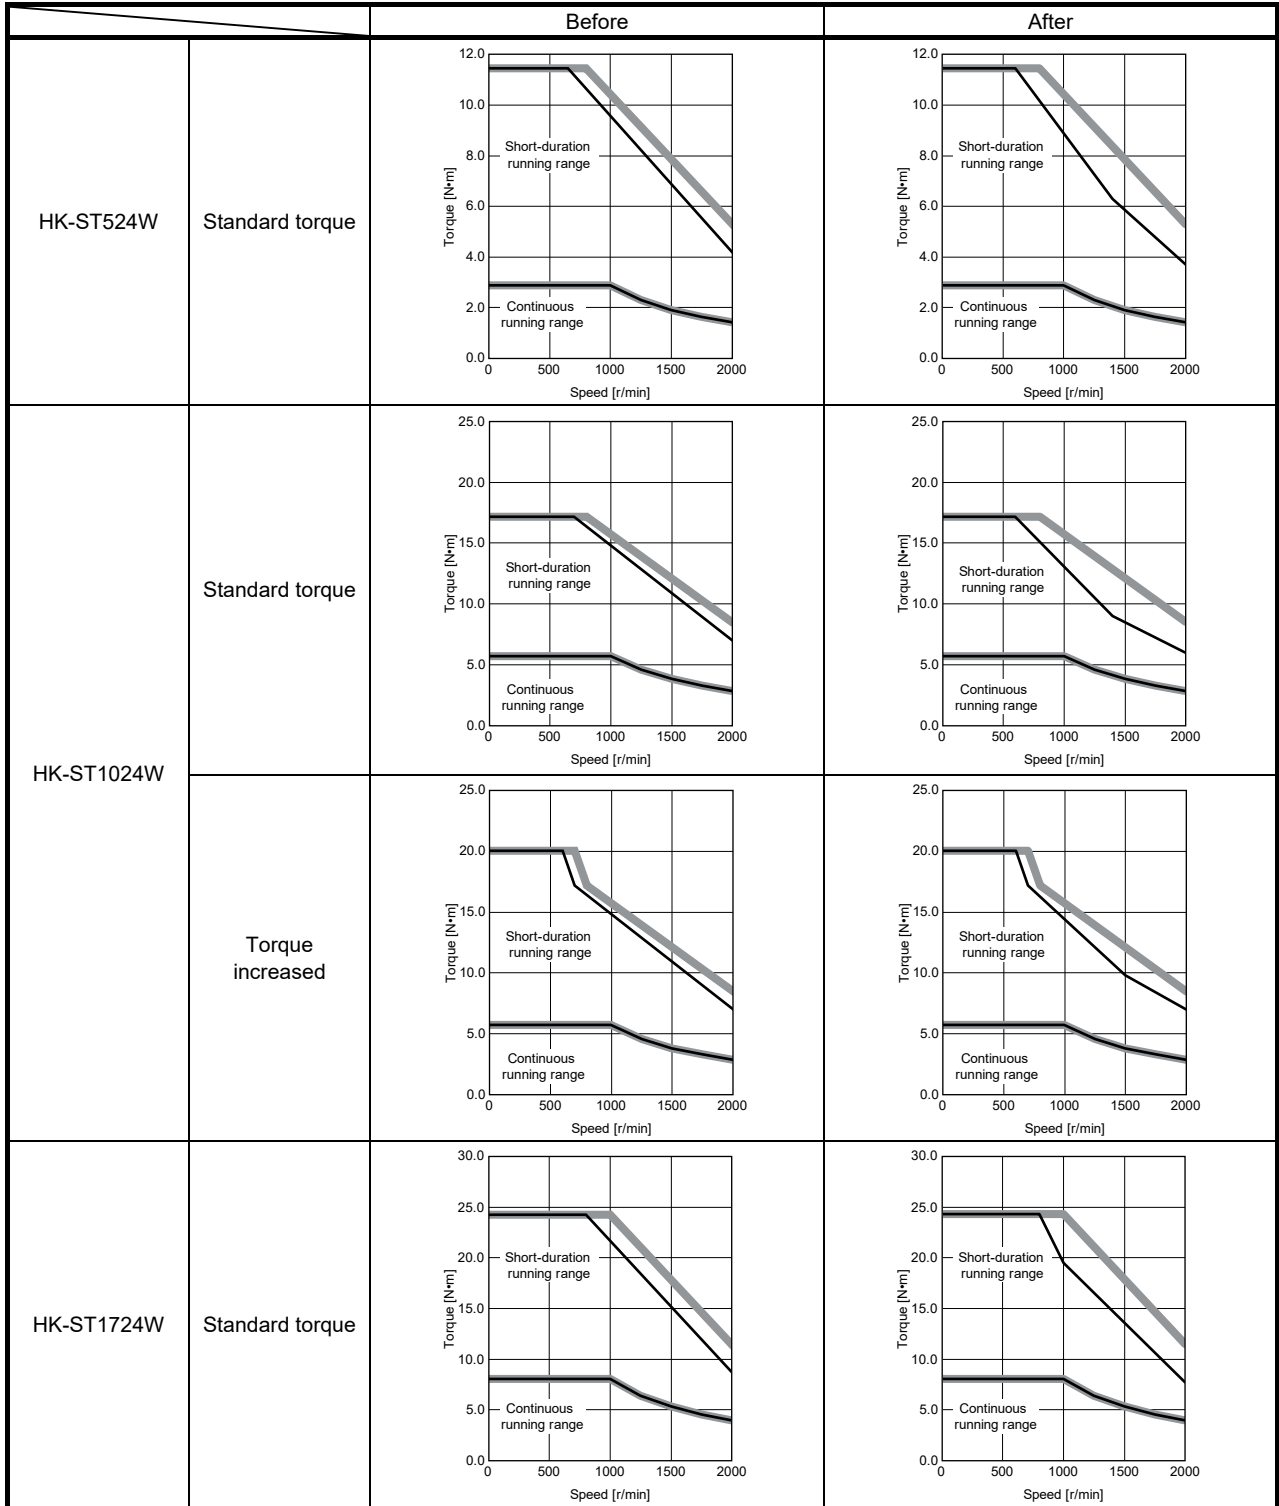 Before
After
HK-ST524W
Standard torque
12.0
10.0
8.0
6.0
4.0
2.0
0.0
Torque [N•m]
Short-duration
running range
Continuous
running range
0 500 1000 1500 2000
Speed [r/min]
12.0
10.0
8.0
6.0
4.0
2.0
0.0
Torque [N•m]
Short-duration
running range
Continuous
running range
0 500 1000 1500 2000
Speed [r/min]
HK-ST1024W
Standard torque
25.0
20.0
15.0
10.0
5.0
0.0
Torque [N•m]
Short-duration
running range
Continuous
running range
0 500 1000 1500 2000
Speed [r/min]
25.0
20.0
15.0
10.0
5.0
0.0
Torque [N•m]
Short-duration
running range
Continuous
running range
0 500 1000 1500 2000
Speed [r/min]
Torque
increased
25.0
20.0
15.0
10.0
5.0
0.0
Torque [N•m]
Short-duration
running range
Continuous
running range
0 500 1000 1500 2000
Speed [r/min]
25.0
20.0
15.0
10.0
5.0
0.0
Torque [N•m]
Short-duration
running range
Continuous
running range
0 500 1000 1500 2000
Speed [r/min]
HK-ST1724W
Standard torque
30.0
25.0
20.0
15.0
10.0
5.0
0.0
Torque [N•m]
Short-duration
running range
Continuous
running range
0 500 1000 1500 2000
Speed [r/min]
30.0
25.0
20.0
15.0
10.0
5.0
0.0
Torque [N•m]
Short-duration
running range
Continuous
running range
0 500 1000 1500 2000
Speed [r/min]